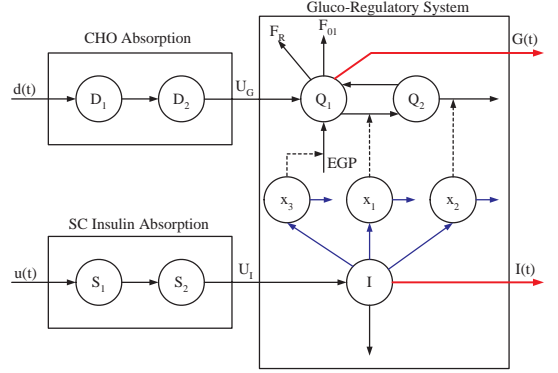 Gluco-Regulatory System
CHO Absorption
F_R
F_01
G(t)
d(t)
D_1
D_2
U_G
Q_1
Q_2
EGP
x_3
x_1
x_2
SC Insulin Absorption
u(t)
S_1
S_2
U_I
I
I(t)